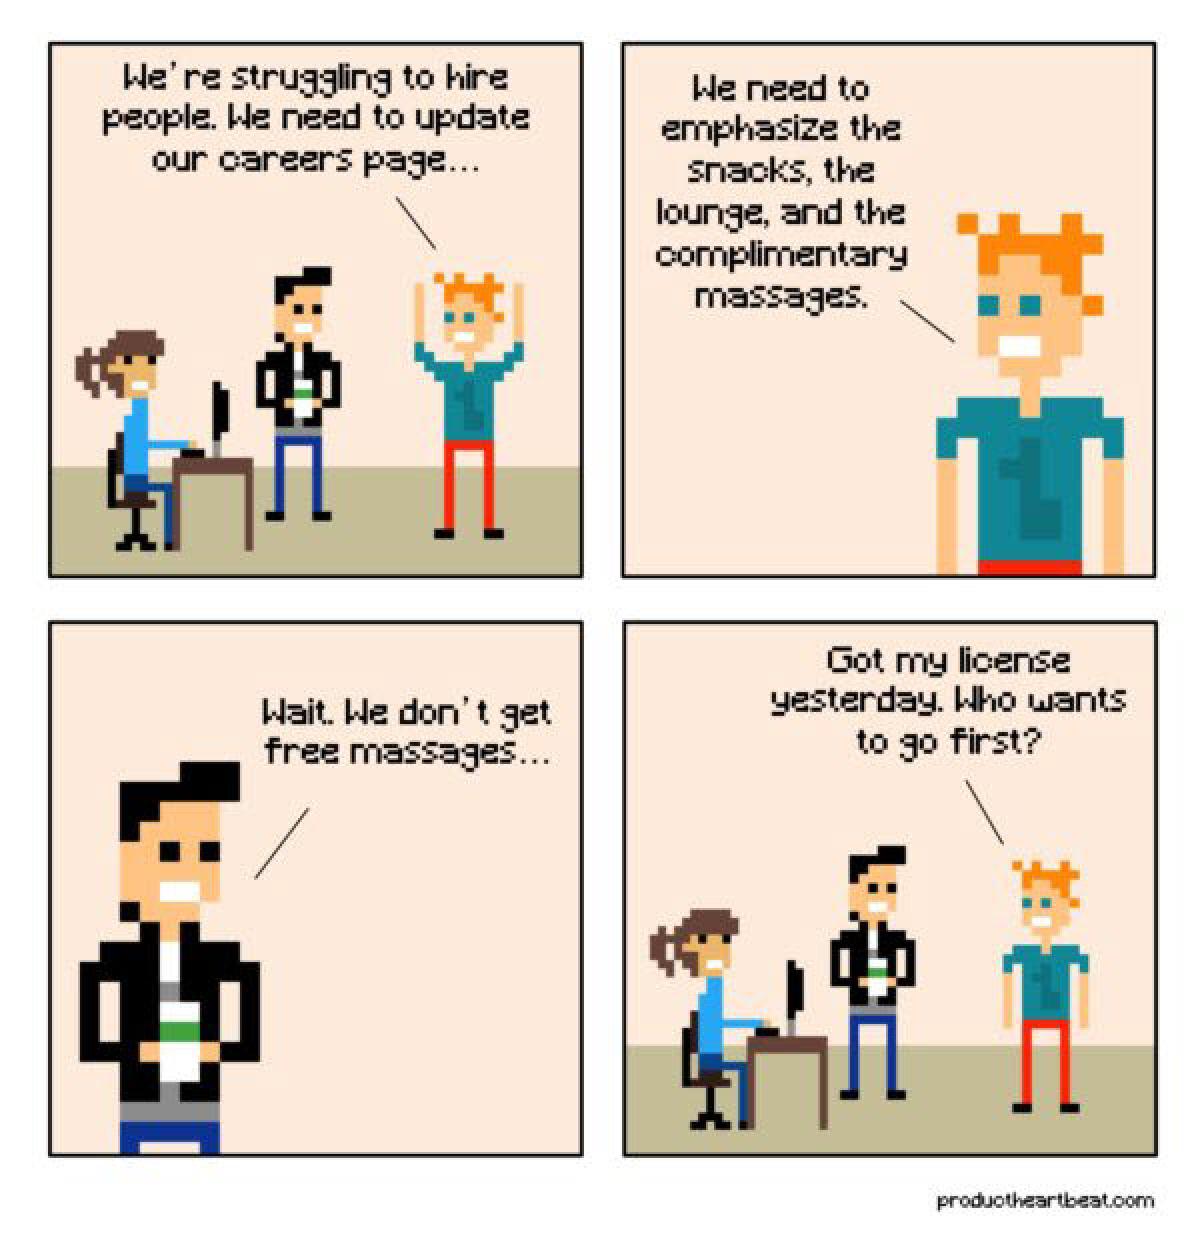 We're struggling to hire
people. We need to update
our careers page...
We need to
emphasize the
snacks, the
lounge, and the
complimentary
massages.
Wait. We don't get
free massages...
Got my license
yesterday. Who wants
to go first?
productheartbeat.com